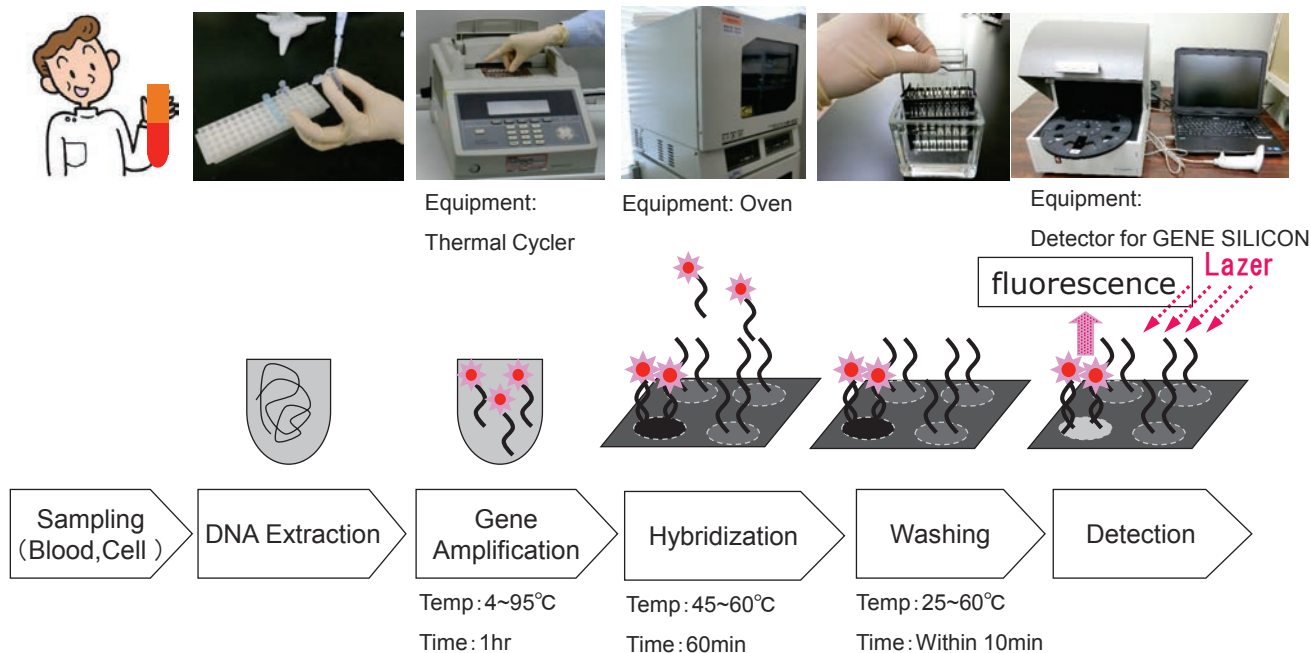 Equipment:
Thermal Cycler
Equipment: Oven
Equipment:
Detector for GENE SILICON
fluorescence
Lazer
Sampling
（Blood,Cell ）
DNA Extraction
Gene
Amplification
Hybridization
Washing
Detection
Temp：4~95℃
Time：1hr
Temp：45~60℃
Time：60min
Temp：25~60℃
Time：Within 10min